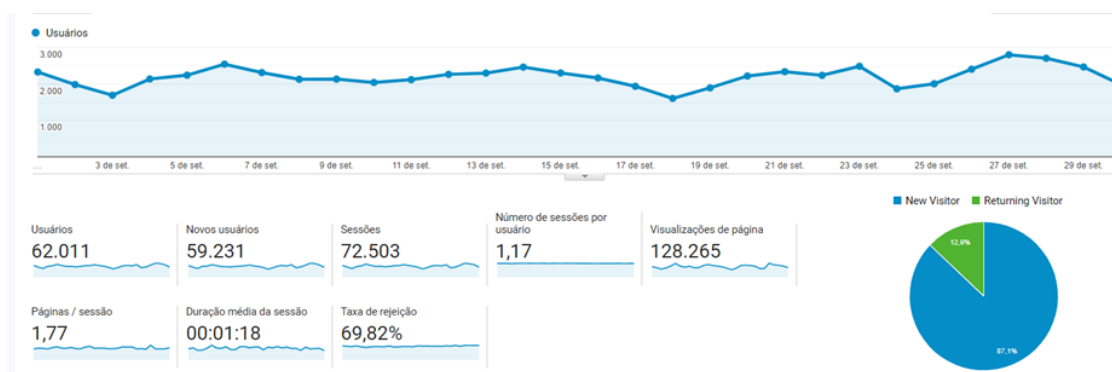 Usuários
3.000
2.000
1.000
...
3 de set.
5 de set.
7 de set.
9 de set.
11 de set.
13 de set.
15 de set.
17 de set.
19 de set.
21 de set.
23 de set.
25 de set.
27 de set.
29 de set.
New Visitor
Returning Visitor
Usuários
62.011
Novos usuários
59.231
Sessões
72.503
Número de sessões por
usuário
1,17
Visualizações de página
128.265
12,9%
87,1%
Páginas / sessão
1,77
Duração média da sessão
00:01:18
Taxa de rejeição
69,82%